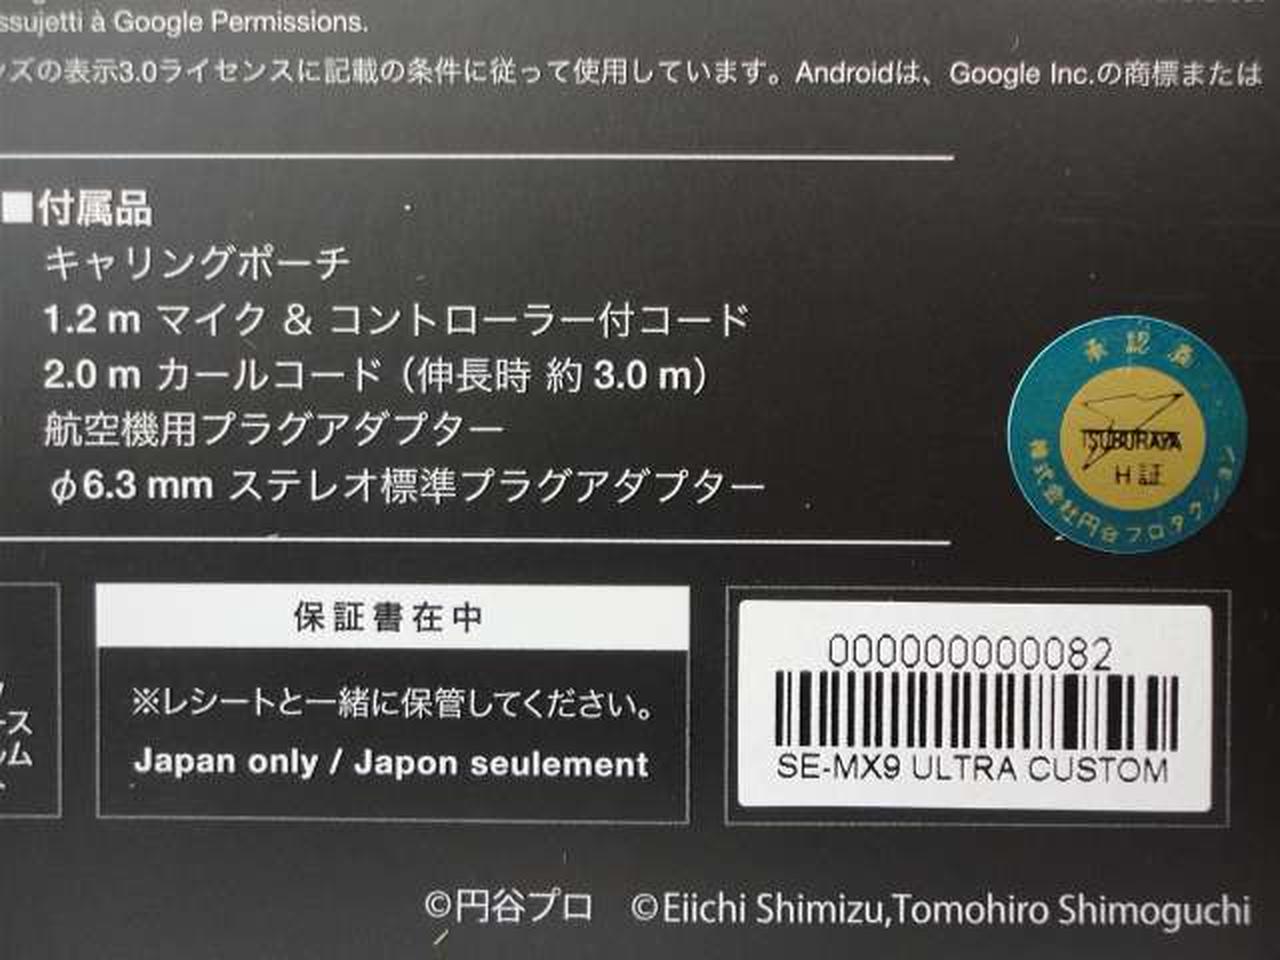 ssujetti à Google Permissions.
ンズの表示3.0ライセンスに記載の条件に従って使用しています。Androidは、Google Inc.の商標または
■付属品
キャリングポーチ
1.2 m マイク & コントローラー付コード
2.0 m カールコード（伸長時 約 3.0 m）
航空機用プラグアダプター
φ6.3 mm ステレオ標準プラグアダプター
承認済
TSUBURAYA
H 証
株式会社円谷プロダクション
ース
ルム
保証書在中
※レシートと一緒に保管してください。
Japan only / Japon seulement
000000000082
SE-MX9 ULTRA CUSTOM
©円谷プロ ©Eiichi Shimizu,Tomohiro Shimoguchi